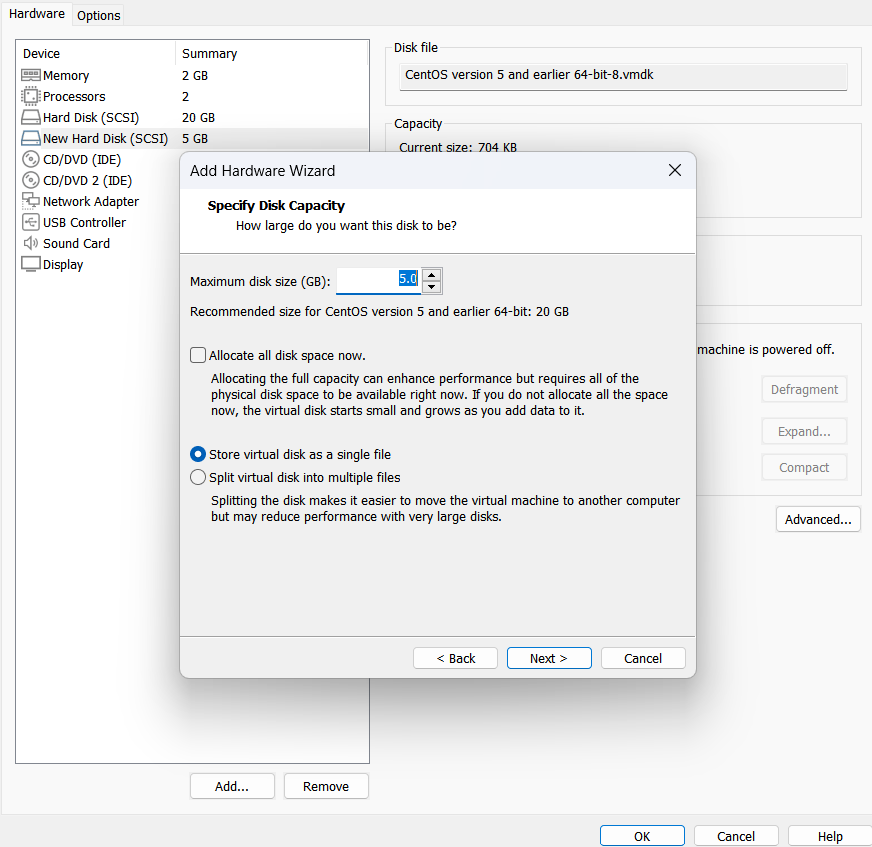 Hardware
Options
Device Summary
Memory 2 GB
Processors 2
Hard Disk (SCSI) 20 GB
New Hard Disk (SCSI) 5 GB
CD/DVD (IDE)
CD/DVD 2 (IDE)
Network Adapter
USB Controller
Sound Card
Display
Disk file
CentOS version 5 and earlier 64-bit-8.vmdk
Capacity
Current size: 704 KB
machine is powered off.
Defragment
Expand...
Compact
Advanced...
Add Hardware Wizard
Specify Disk Capacity
How large do you want this disk to be?
Maximum disk size (GB): 5.0
Recommended size for CentOS version 5 and earlier 64-bit: 20 GB
Allocate all disk space now.
Allocating the full capacity can enhance performance but requires all of the
physical disk space to be available right now. If you do not allocate all the space
now, the virtual disk starts small and grows as you add data to it.
Store virtual disk as a single file
Split virtual disk into multiple files
Splitting the disk makes it easier to move the virtual machine to another computer
but may reduce performance with very large disks.
< Back
Next >
Cancel
Add...
Remove
OK
Cancel
Help